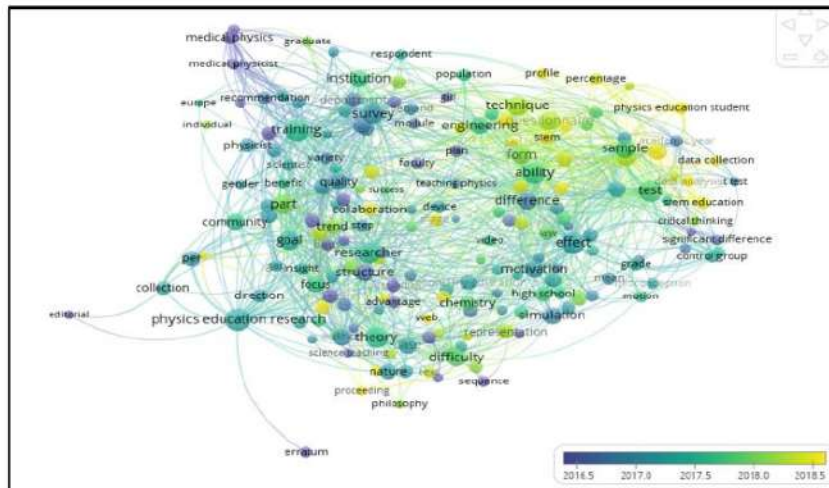 medical physics
graduate
respondent
medical physicist
institution
population
profile
percentage
europe
recommendation
department
girl
technique
physics education student
individual
training
survey
module
engineering
questionnaire
physicist
stem
scientist
variety
faculty
plan
form
sample
data collection
gender
benefit
quality
success
teaching physics
ability
test
stem education
part
collaboration
device
difference
critical thinking
community
trend
step
goal
video
effect
significant difference
control group
per
researcher
insight
structure
motivation
grade
mean
collection
focus
direction
advantage
chemistry
high school
motion
editorial
physics education research
web
simulation
theory
representation
science teaching
difficulty
nature
sequence
proceeding
philosophy
erratum
2016.5 2017.0 2017.5 2018.0 2018.5